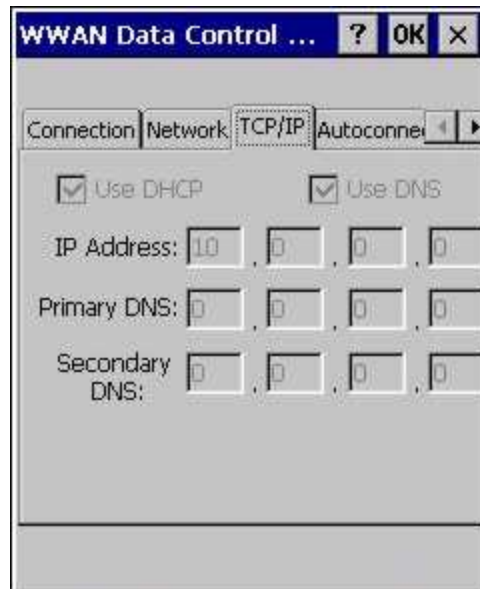 WWAN Data Control ... ? OK ×
Connection Network TCP/IP Autoconne
Use DHCP Use DNS
IP Address: 10 . 0 . 0 . 0
Primary DNS: 0 . 0 . 0 . 0
Secondary
DNS: 0 . 0 . 0 . 0